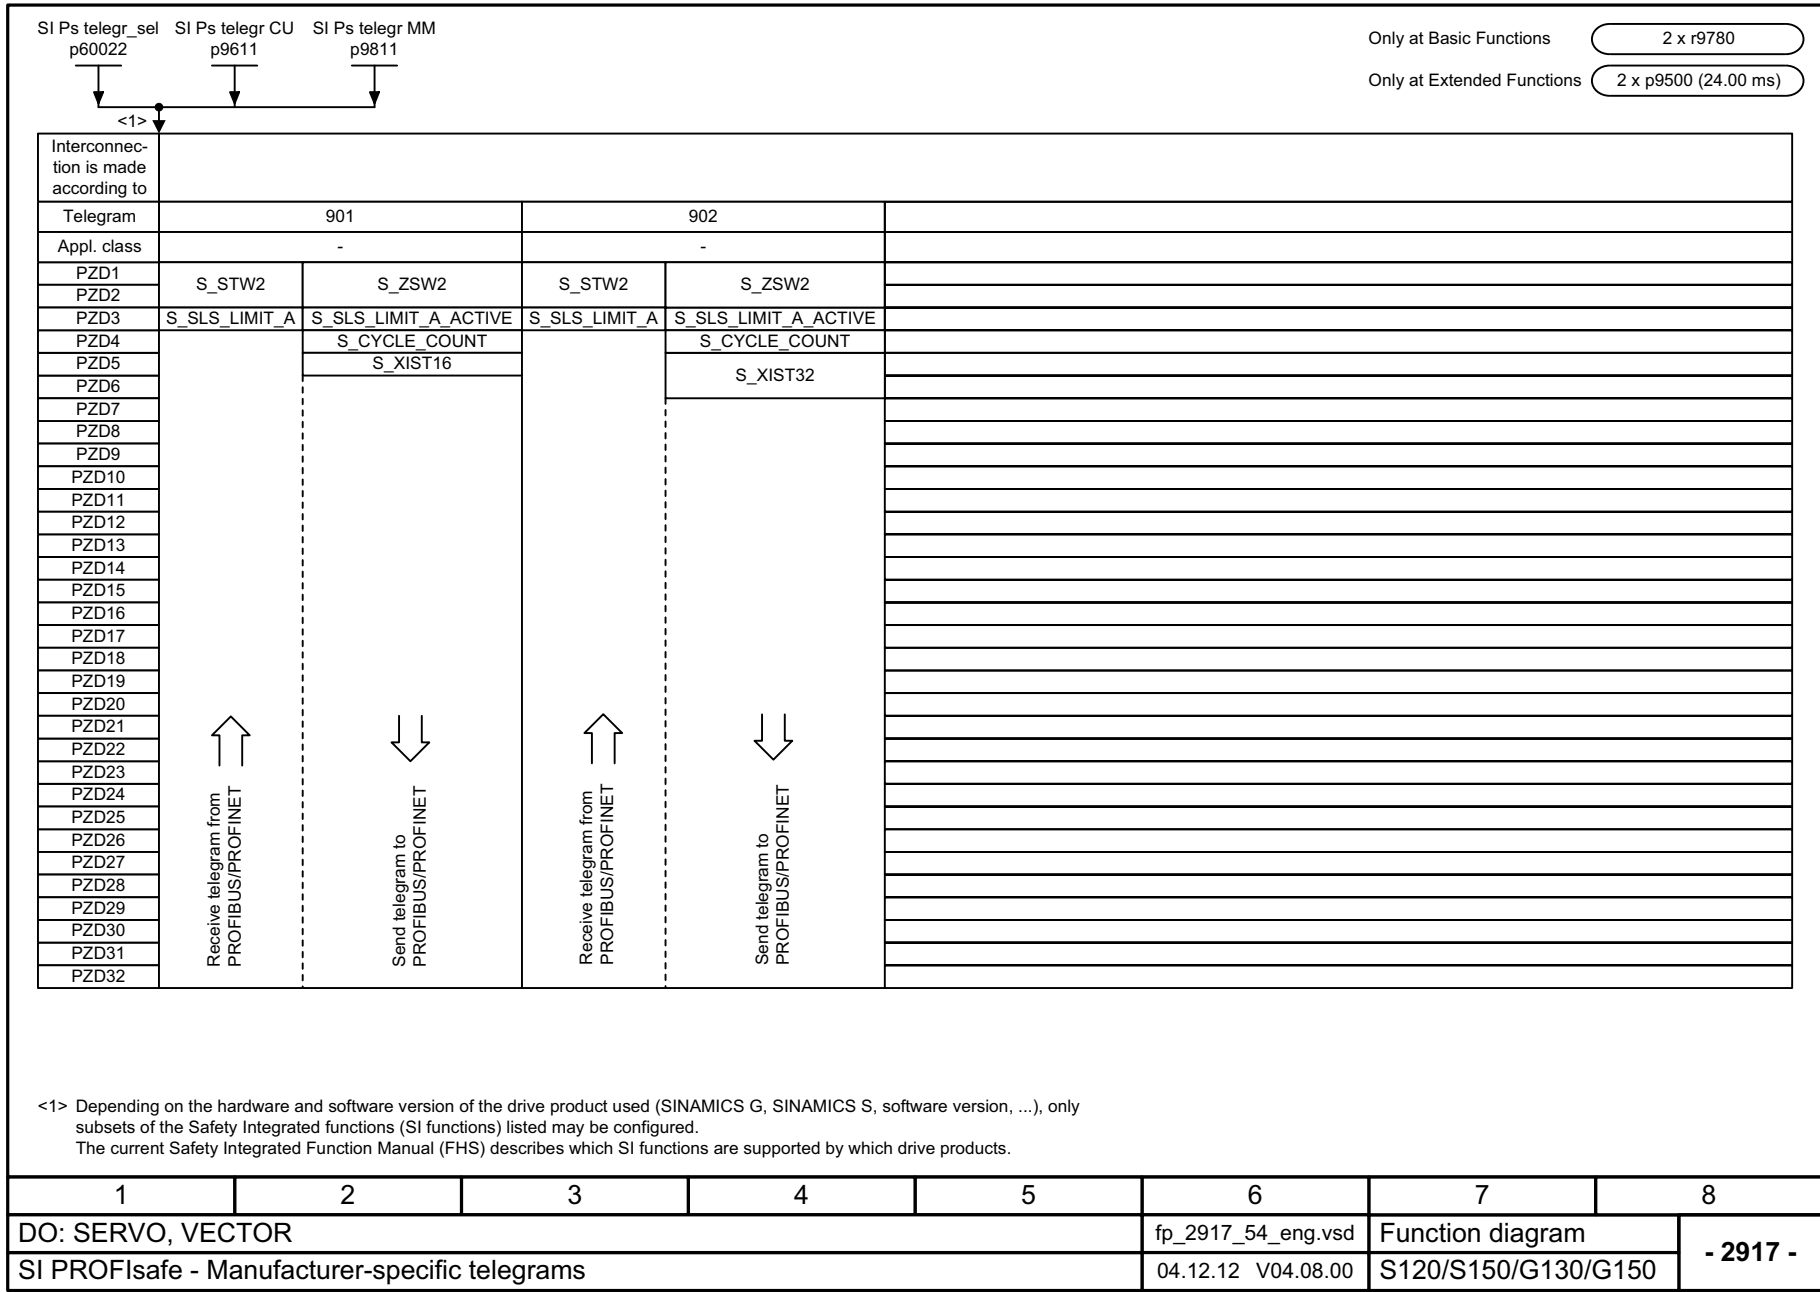 SI Ps telegr_sel SI Ps telegr CU SI Ps telegr MM
p60022 p9611 p9811
Only at Basic Functions 2 x r9780
Only at Extended Functions 2 x p9500 (24.00 ms)
<1>
Interconnec-
tion is made
according to
Telegram 901 902
Appl. class - -
PZD1
S_STW2 S_ZSW2 S_STW2 S_ZSW2
PZD2
PZD3 S_SLS_LIMIT_A S_SLS_LIMIT_A_ACTIVE S_SLS_LIMIT_A S_SLS_LIMIT_A_ACTIVE
PZD4 S_CYCLE_COUNT S_CYCLE_COUNT
PZD5 S_XIST16
S_XIST32
PZD6
PZD7
PZD8
PZD9
PZD10
PZD11
PZD12
PZD13
PZD14
PZD15
PZD16
PZD17
PZD18
PZD19
PZD20
PZD21
PZD22
PZD23
PZD24
PZD25
PZD26
PZD27
PZD28
PZD29
PZD30
PZD31
PZD32
Receive telegram from
PROFIBUS/PROFINET
Send telegram to
PROFIBUS/PROFINET
Receive telegram from
PROFIBUS/PROFINET
Send telegram to
PROFIBUS/PROFINET
<1> Depending on the hardware and software version of the drive product used (SINAMICS G, SINAMICS S, software version, ...), only
subsets of the Safety Integrated functions (SI functions) listed may be configured.
The current Safety Integrated Function Manual (FHS) describes which SI functions are supported by which drive products.
1 2 3 4 5 6 7 8
DO: SERVO, VECTOR fp_2917_54_eng.vsd Function diagram
- 2917 -
SI PROFIsafe - Manufacturer-specific telegrams 04.12.12 V04.08.00 S120/S150/G130/G150